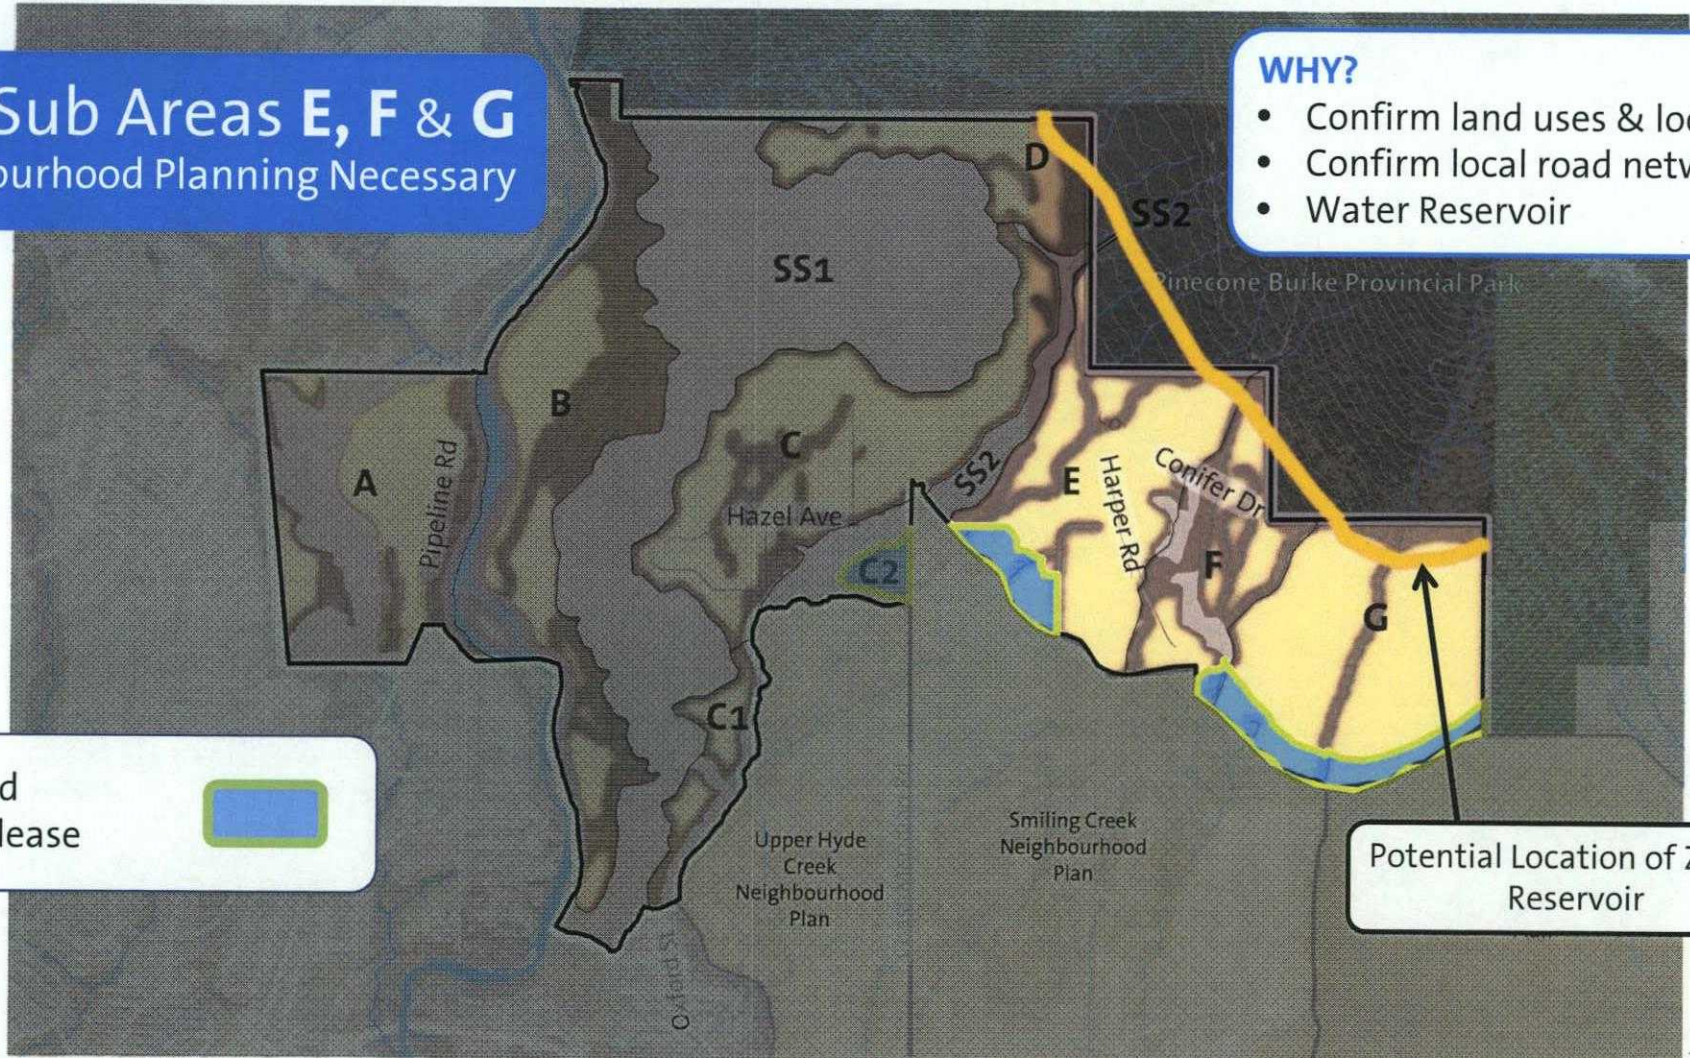 Sub Areas E, F & G
ourhood Planning Necessary
WHY?
• Confirm land uses & loc
• Confirm local road netw
• Water Reservoir
D
SS2
SS1
Pinecone Burke Provincial Park
B
A
Pipeline Rd
C
Hazel Ave
SS2
E
Harper Rd
Conifer Dr
F
C2
G
C1
d
lease
Upper Hyde
Creek
Neighbourhood
Plan
Smiling Creek
Neighbourhood
Plan
Potential Location of Z
Reservoir
Oxford St